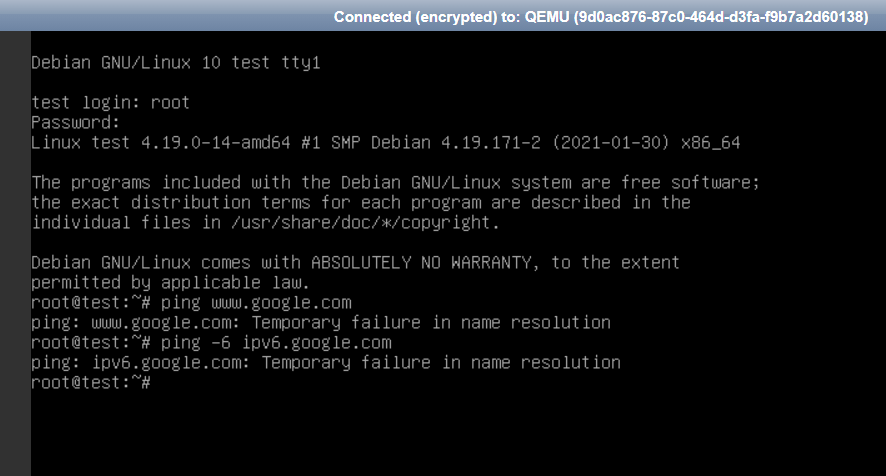 Connected (encrypted) to: QEMU (9d0ac876-87c0-464d-d3fa-f9b7a2d60138)
Debian GNU/Linux 10 test tty1
test login: root
Password:
Linux test 4.19.0-14-amd64 #1 SMP Debian 4.19.171-2 (2021-01-30) x86_64
The programs included with the Debian GNU/Linux system are free software;
the exact distribution terms for each program are described in the
individual files in /usr/share/doc/*/copyright.
Debian GNU/Linux comes with ABSOLUTELY NO WARRANTY, to the extent
permitted by applicable law.
root@test:~# ping www.google.com
ping: www.google.com: Temporary failure in name resolution
root@test:~# ping -6 ipv6.google.com
ping: ipv6.google.com: Temporary failure in name resolution
root@test:~#